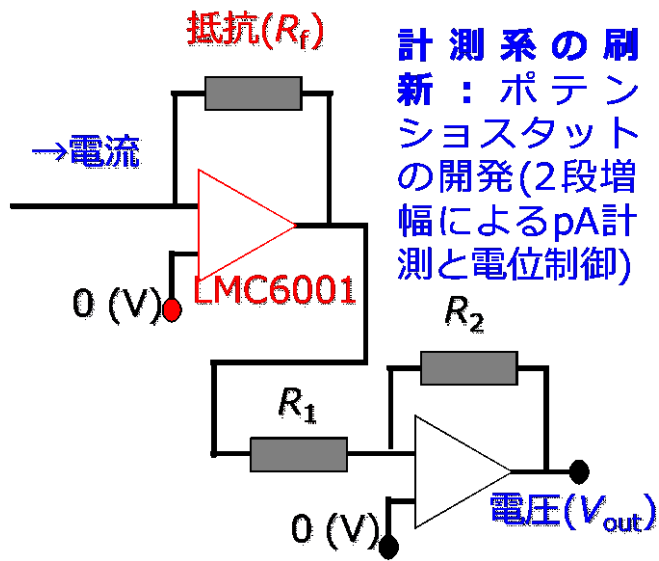 抵抗(Rf)
計測系の刷
新：ポテン
ショスタット
の開発(2段増
幅によるpA計
測と電位制御)
→電流
LMC6001
0 (V)
R2
R1
0 (V)
電圧(Vout)